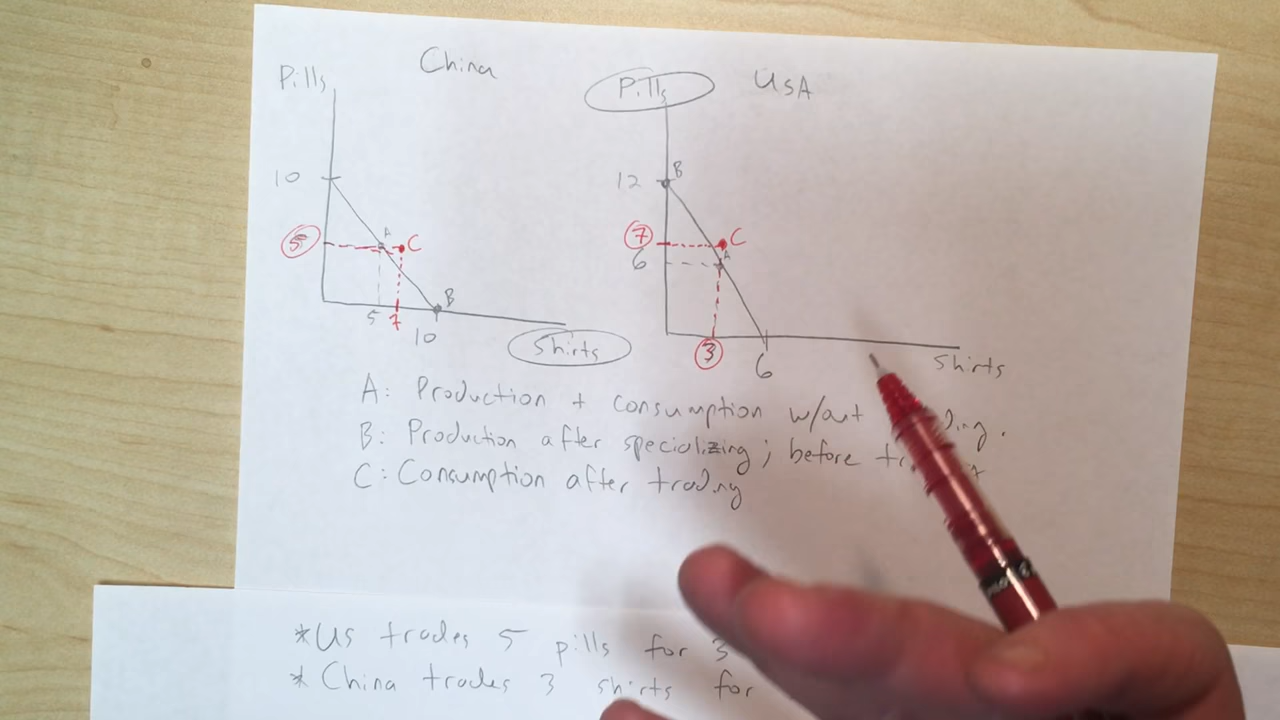 China
USA
Pills
Pills
10
12
B
5
A
C
7
C
6
A
B
5
7
10
3
6
Shirts
Shirts
A: Production + consumption w/out
B: Production after specializing; before
C: Consumption after trading
*US trades 5 pills for 3
*China trades 3 shirts for